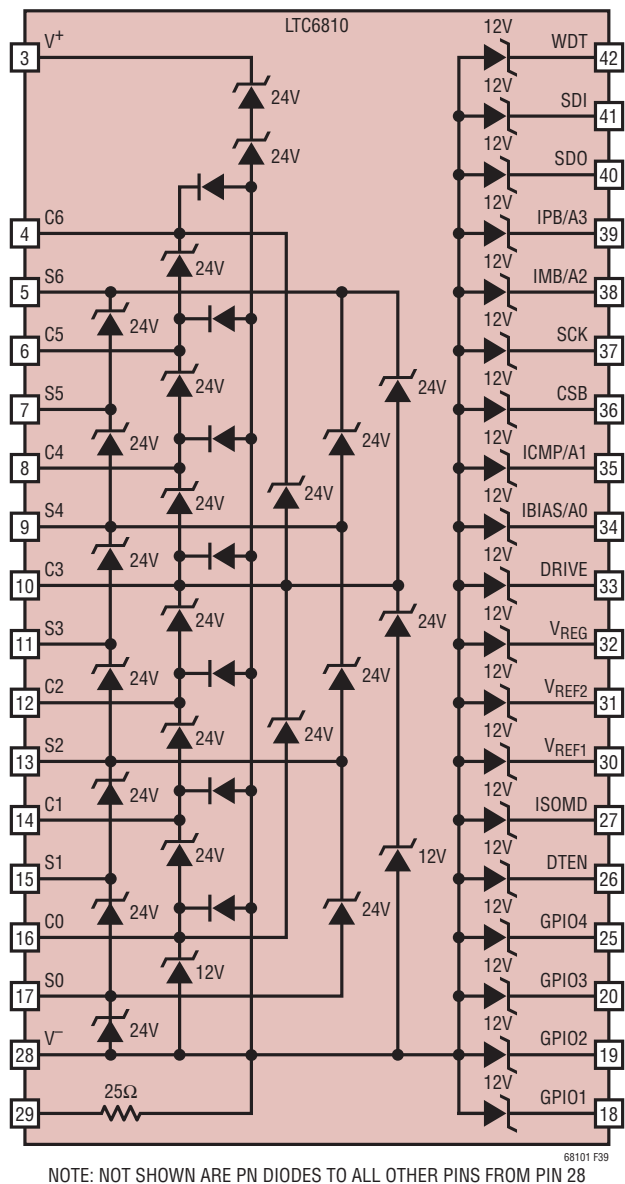 LTC6810
3 V+
24V
24V
4 C6
24V
5 S6
24V
6 C5
24V
24V
7 S5
24V
24V
8 C4
24V
24V
9 S4
24V
10 C3
24V
24V
11 S3
24V
24V
12 C2
24V
24V
13 S2
24V
14 C1
24V
12V
15 S1
24V
24V
16 C0
12V
17 S0
24V
28 V–
25Ω
29
12V WDT 42
12V SDI 41
12V SDO 40
12V IPB/A3 39
12V IMB/A2 38
12V SCK 37
12V CSB 36
12V ICMP/A1 35
12V IBIAS/A0 34
12V DRIVE 33
12V VREG 32
12V VREF2 31
12V VREF1 30
12V ISOMD 27
12V DTEN 26
12V GPIO4 25
12V GPIO3 20
12V GPIO2 19
12V GPIO1 18
68101 F39
NOTE: NOT SHOWN ARE PN DIODES TO ALL OTHER PINS FROM PIN 28